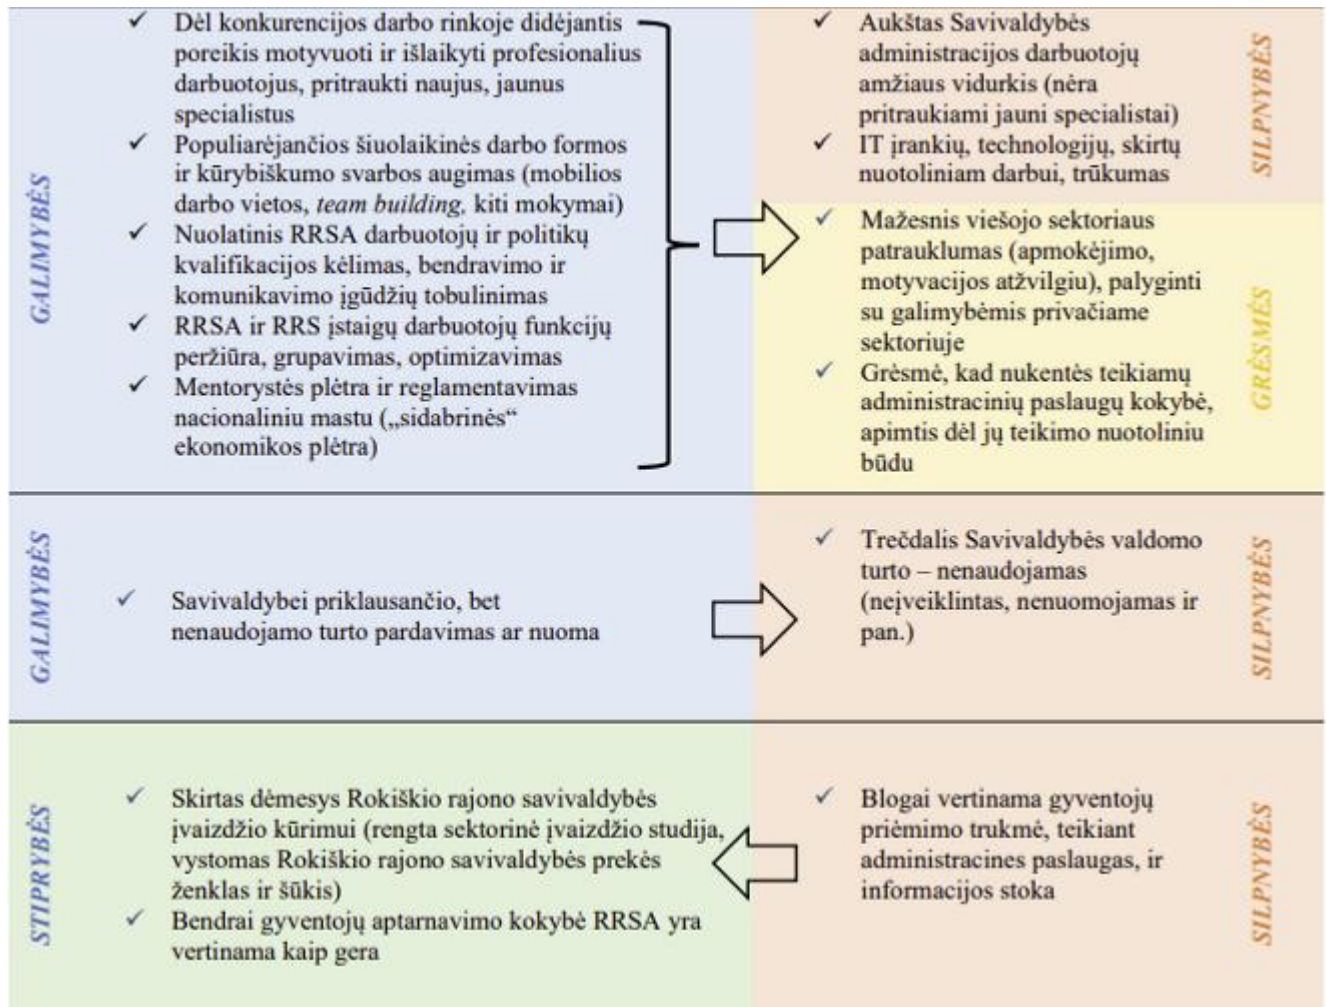 GALIMYBĖS
✓ Dėl konkurencijos darbo rinkoje didėjantis
poreikis motyvuoti ir išlaikyti profesionalius
darbuotojus, pritraukti naujus, jaunus
specialistus
✓ Populiarėjančios šiuolaikinės darbo formos
ir kūrybiškumo svarbos augimas (mobilios
darbo vietos, team building, kiti mokymai)
✓ Nuolatinis RRSA darbuotojų ir politikų
kvalifikacijos kėlimas, bendravimo ir
komunikavimo įgūdžių tobulinimas
✓ RRSA ir RRS įstaigų darbuotojų funkcijų
peržiūra, grupavimas, optimizavimas
✓ Mentorystės plėtra ir reglamentavimas
nacionaliniu mastu („sidabrinės“
ekonomikos plėtra)
✓ Aukštas Savivaldybės
administracijos darbuotojų
amžiaus vidurkis (nėra
pritraukiami jauni specialistai)
✓ IT įrankių, technologijų, skirtų
nuotoliniam darbui, trūkumas
SILPNYBĖS
✓ Mažesnis viešojo sektoriaus
patrauklumas (apmokėjimo,
motyvacijos atžvilgiu), palyginti
su galimybėmis privačiame
sektoriuje
✓ Grėsmė, kad nukentės teikiamų
administracinių paslaugų kokybė,
apimtis dėl jų teikimo nuotoliniu
būdu
GRĖSMĖS
GALIMYBĖS
✓ Savivaldybei priklausančio, bet
nenaudojamo turto pardavimas ar nuoma
✓ Trečdalis Savivaldybės valdomo
turto – nenaudojamas
(neįveiklintas, nenuomojamas ir
pan.)
SILPNYBĖS
STIPRYBĖS
✓ Skirtas dėmesys Rokiškio rajono savivaldybės
įvaizdžio kūrimui (rengta sektorinė įvaizdžio studija,
vystomas Rokiškio rajono savivaldybės prekės
ženklas ir šūkis)
✓ Bendrai gyventojų aptarnavimo kokybė RRSA yra
vertinama kaip gera
✓ Blogai vertinama gyventojų
priėmimo trukmė, teikiant
administracines paslaugas, ir
informacijos stoka
SILPNYBĖS